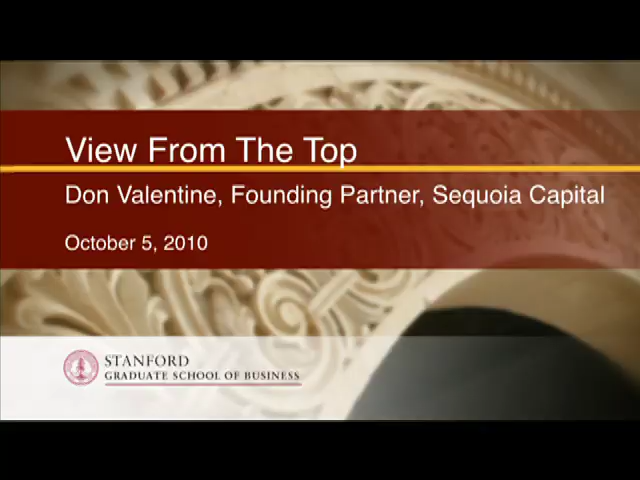 View From The Top
Don Valentine, Founding Partner, Sequoia Capital
October 5, 2010
STANFORD
GRADUATE SCHOOL OF BUSINESS